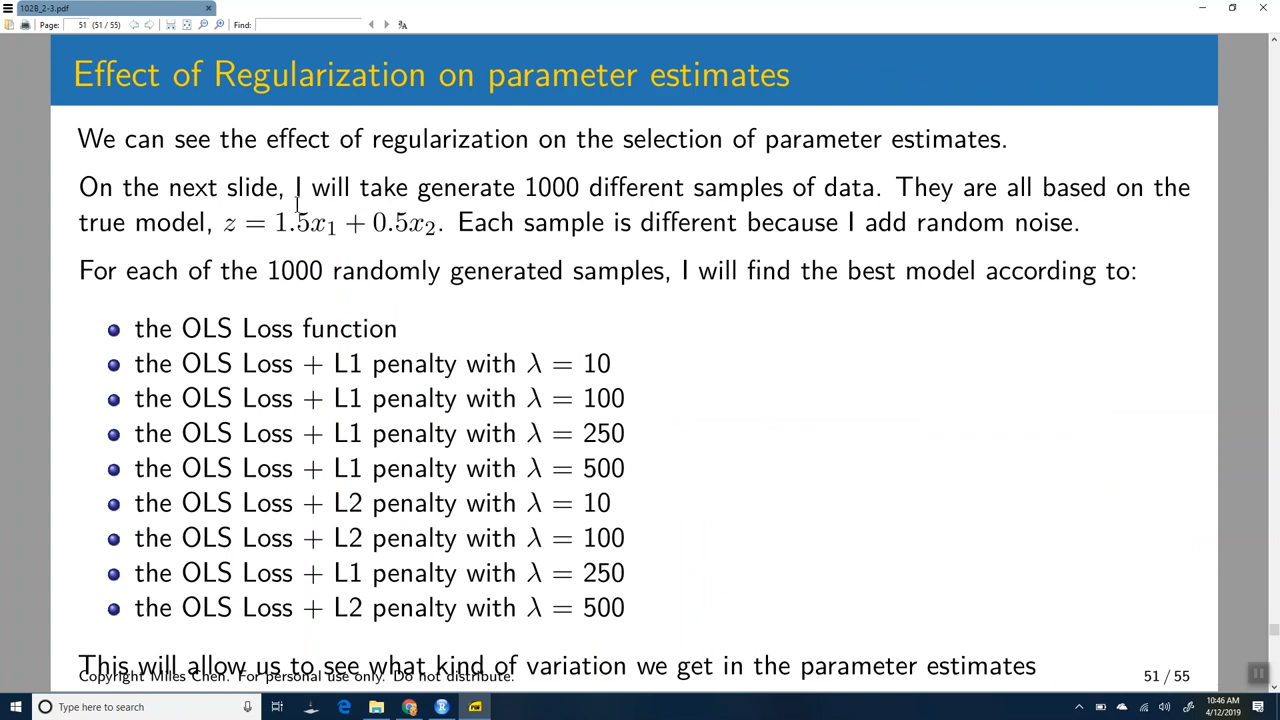 102B_2-3.pdf
Page: 51 (51 / 55) Find:
Effect of Regularization on parameter estimates
We can see the effect of regularization on the selection of parameter estimates.
On the next slide, I will take generate 1000 different samples of data. They are all based on the
true model, z = 1.5x₁ + 0.5x₂. Each sample is different because I add random noise.
For each of the 1000 randomly generated samples, I will find the best model according to:
the OLS Loss function
the OLS Loss + L1 penalty with λ = 10
the OLS Loss + L1 penalty with λ = 100
the OLS Loss + L1 penalty with λ = 250
the OLS Loss + L1 penalty with λ = 500
the OLS Loss + L2 penalty with λ = 10
the OLS Loss + L2 penalty with λ = 100
the OLS Loss + L1 penalty with λ = 250
the OLS Loss + L2 penalty with λ = 500
This will allow us to see what kind of variation we get in the parameter estimates
Copyright Miles Chen. For personal use only. Do not distribute.
51 / 55
Type here to search
10:46 AM
4/12/2019